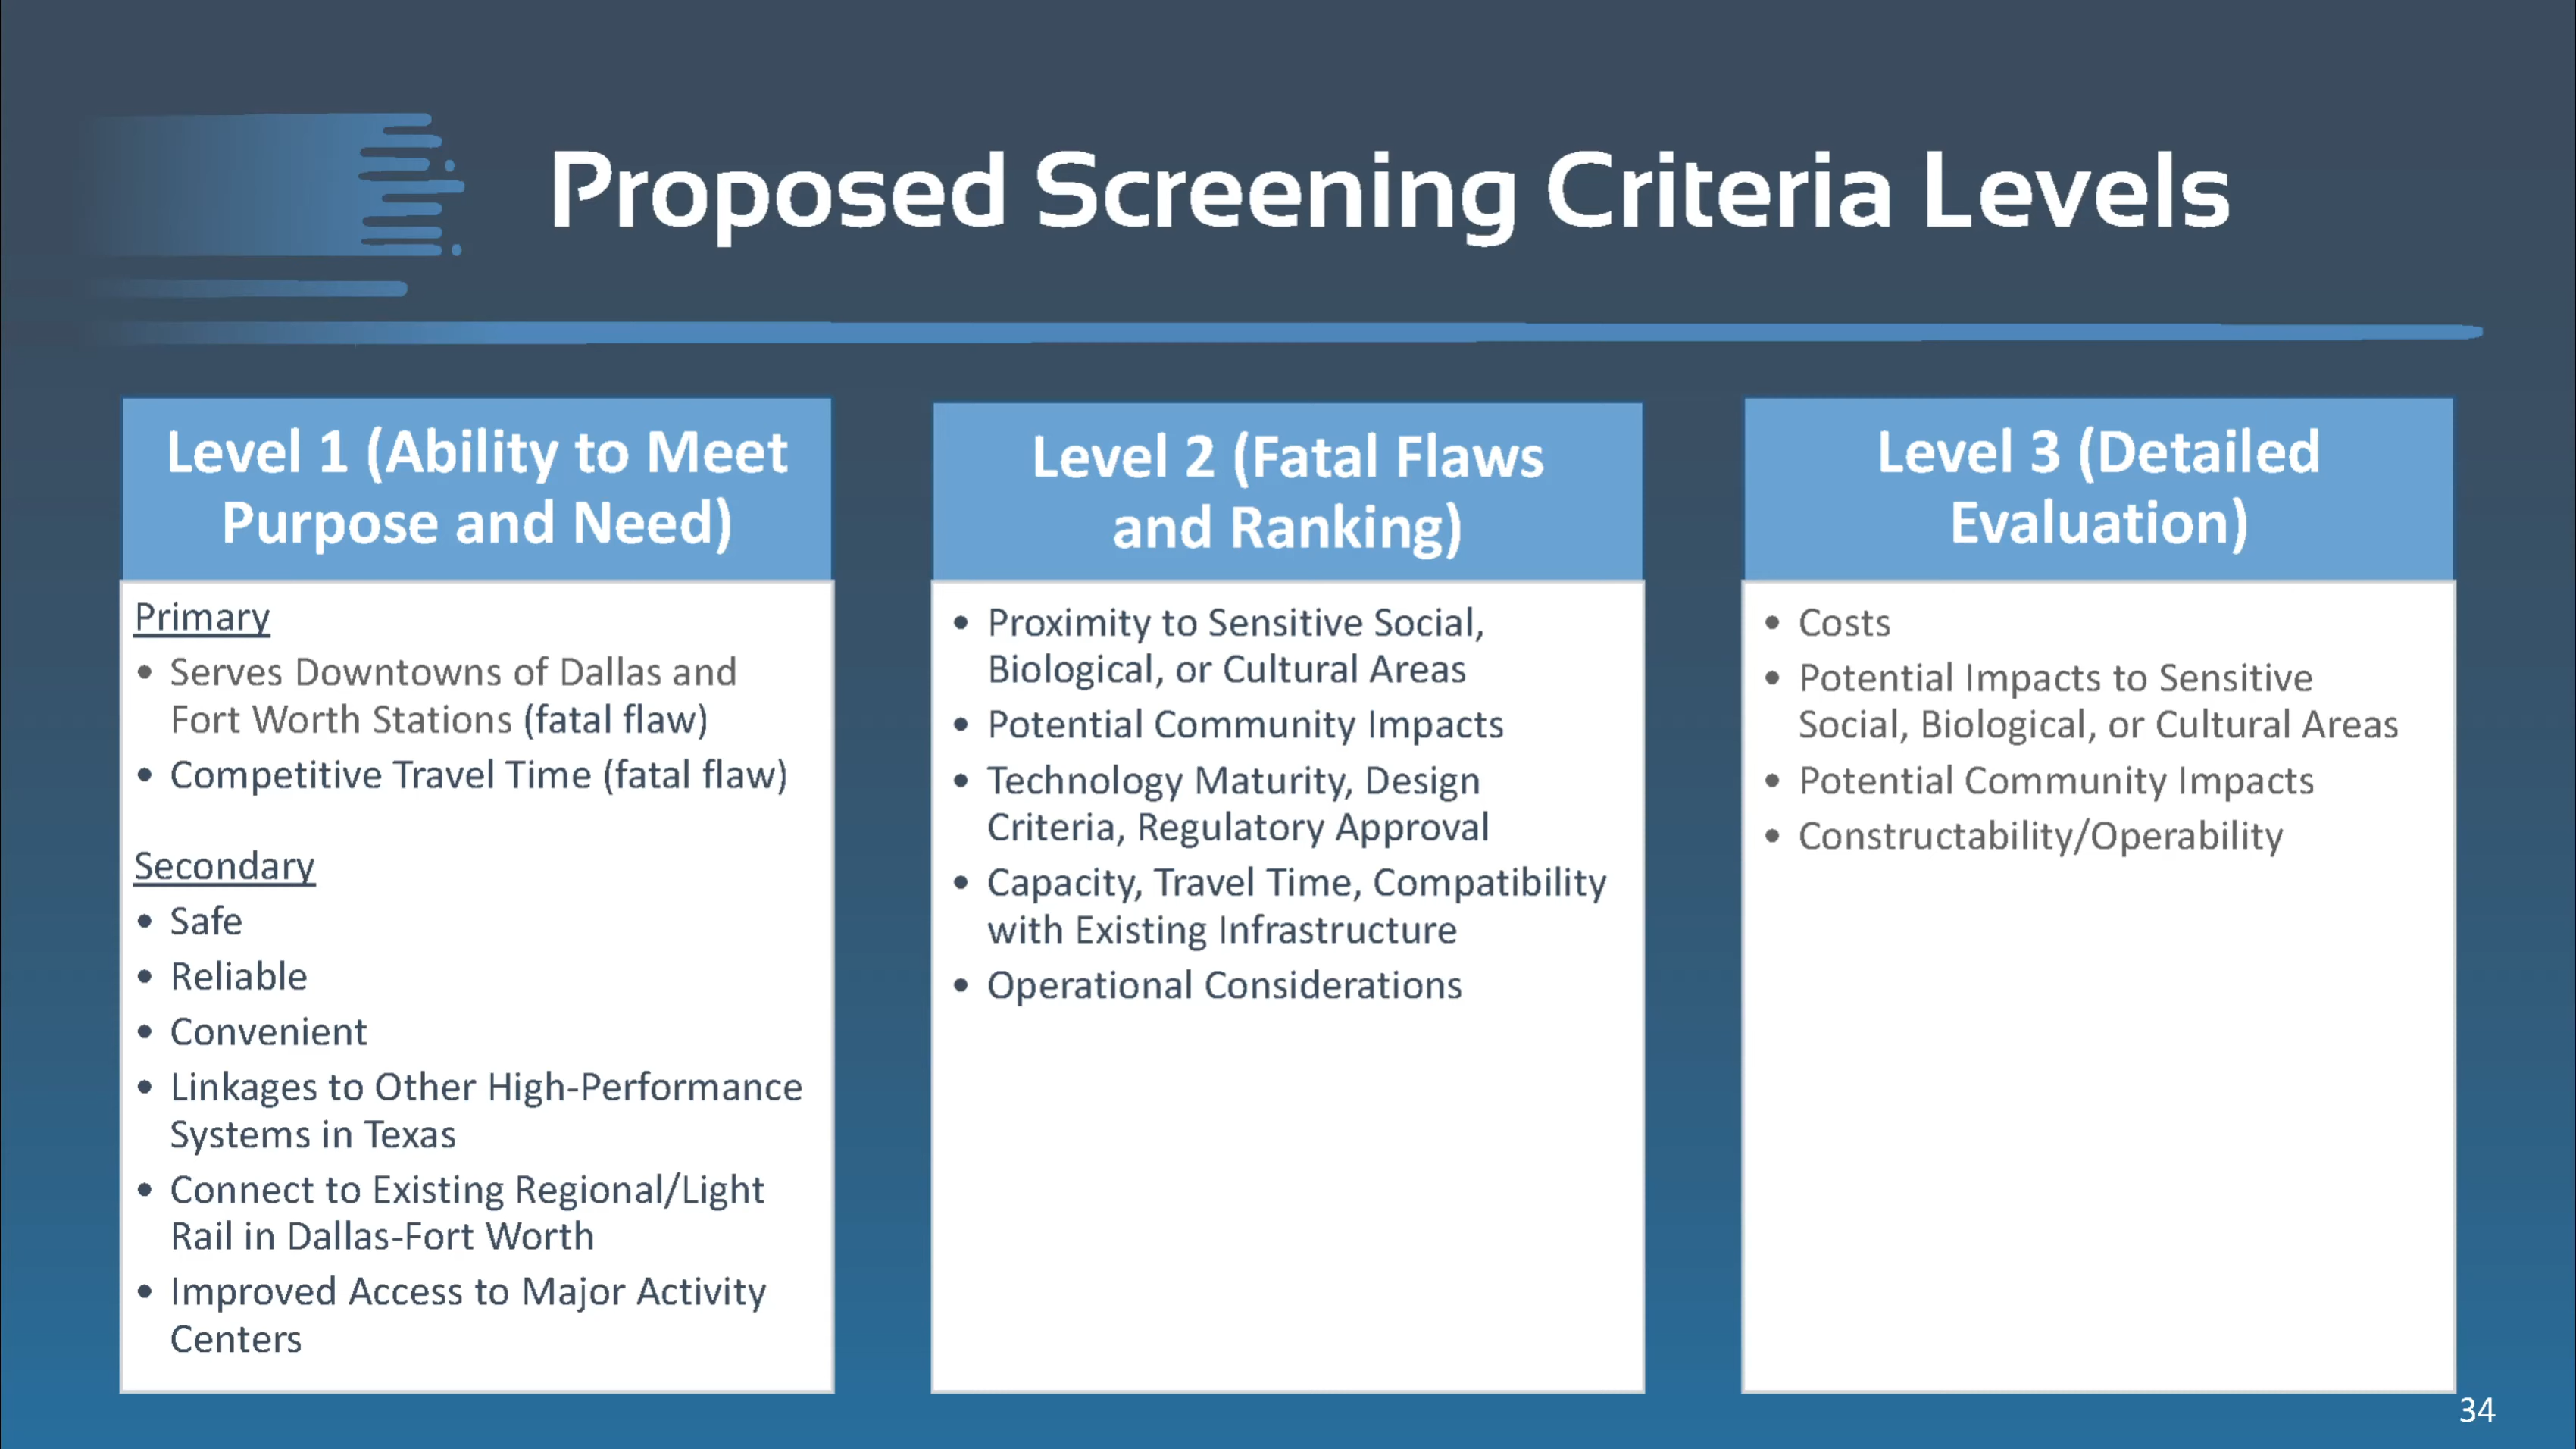 Proposed Screening Criteria Levels
Level 1 (Ability to Meet
Purpose and Need)
Primary
• Serves Downtowns of Dallas and
Fort Worth Stations (fatal flaw)
• Competitive Travel Time (fatal flaw)
Secondary
• Safe
• Reliable
• Convenient
• Linkages to Other High-Performance
Systems in Texas
• Connect to Existing Regional/Light
Rail in Dallas-Fort Worth
• Improved Access to Major Activity
Centers
Level 2 (Fatal Flaws
and Ranking)
• Proximity to Sensitive Social,
Biological, or Cultural Areas
• Potential Community Impacts
• Technology Maturity, Design
Criteria, Regulatory Approval
• Capacity, Travel Time, Compatibility
with Existing Infrastructure
• Operational Considerations
Level 3 (Detailed
Evaluation)
• Costs
• Potential Impacts to Sensitive
Social, Biological, or Cultural Areas
• Potential Community Impacts
• Constructability/Operability
34